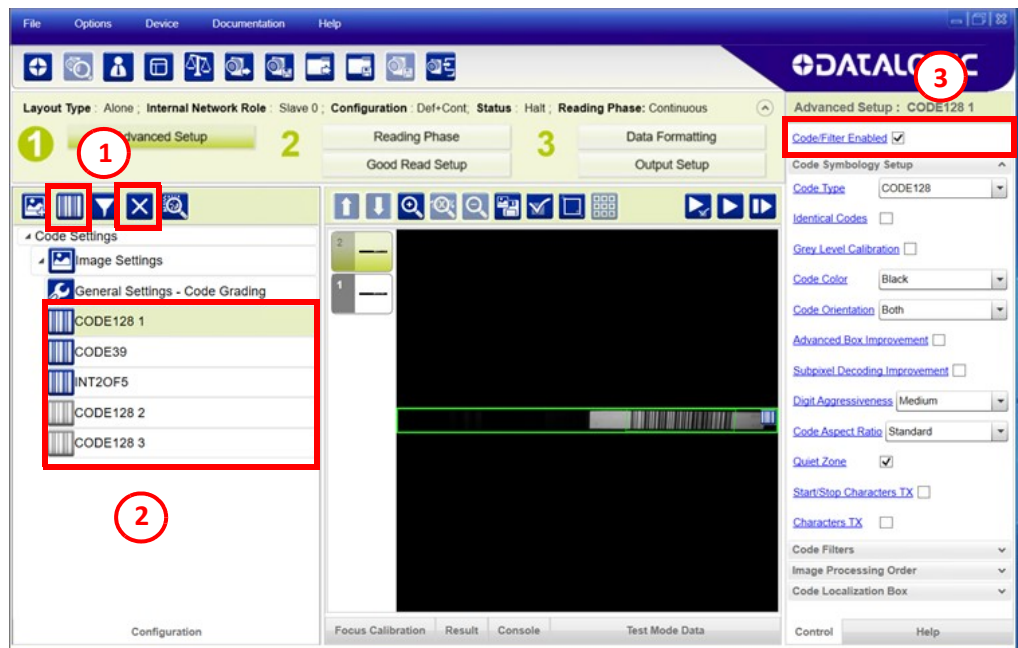 File Options Device Documentation Help
DATALOGIC
3
Layout Type : Alone ; Internal Network Role : Slave 0 ; Configuration : Def+Cont; Status : Halt ; Reading Phase: Continuous
Advanced Setup : CODE128 1
1 Advanced Setup 2 Reading Phase 3 Data Formatting
Good Read Setup Output Setup
1
Code/Filter Enabled
Code Symbology Setup
Code Type CODE128
Identical Codes
Grey Level Calibration
Code Color Black
Code Orientation Both
Advanced Box Improvement
Subpixel Decoding Improvement
Digit Aggressiveness Medium
Code Aspect Ratio Standard
Quiet Zone
Start/Stop Characters TX
Characters TX
Code Filters
Image Processing Order
Code Localization Box
Control Help
Code Settings
Image Settings
General Settings - Code Grading
CODE128 1
CODE39
INT2OF5
CODE128 2
CODE128 3
2
Configuration
2
1
Focus Calibration Result Console Test Mode Data